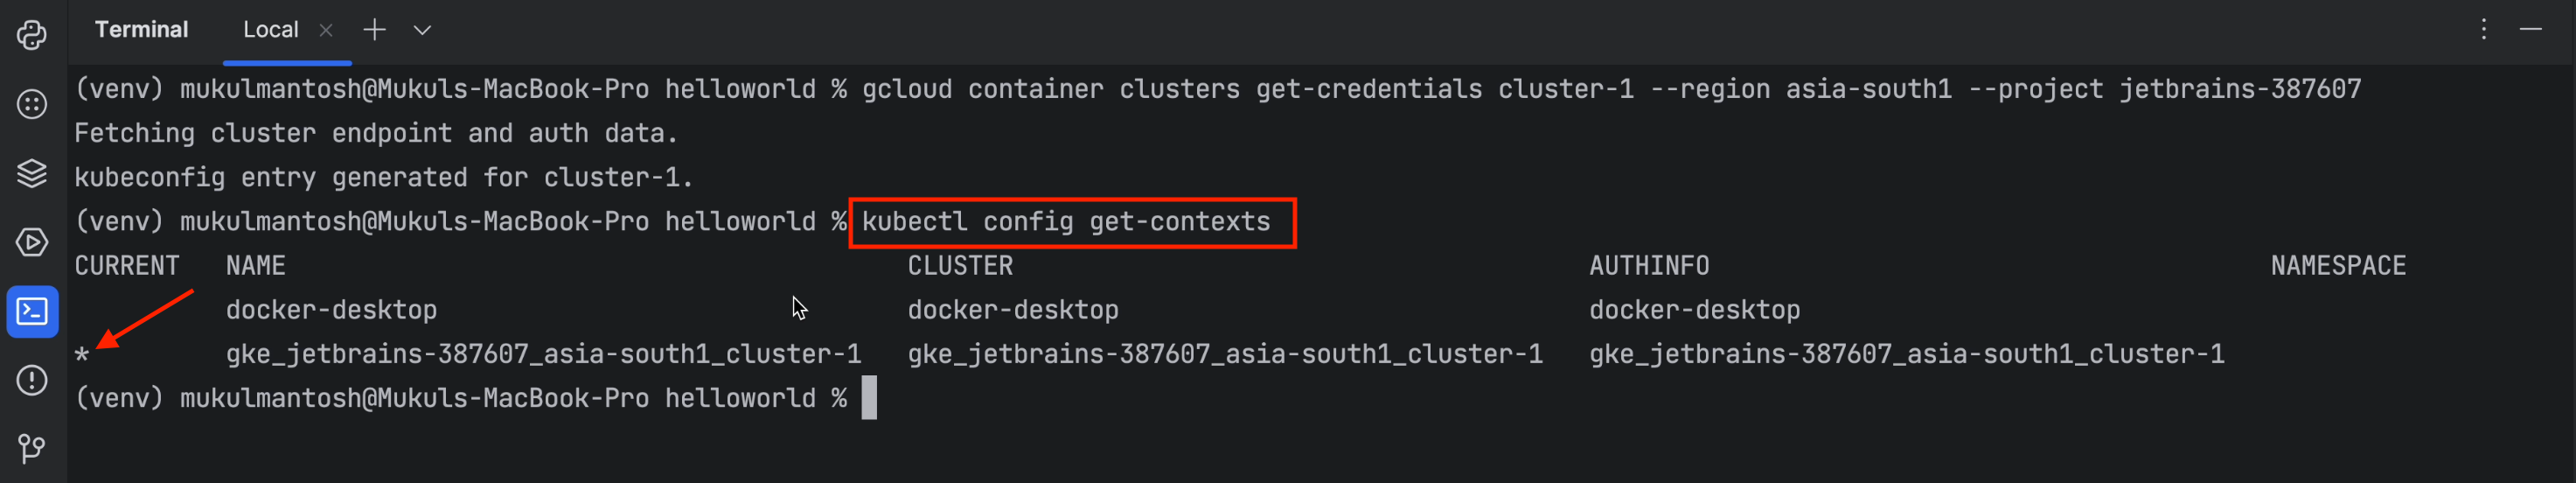 Terminal Local
(venv) mukulmantosh@Mukuls-MacBook-Pro helloworld % gcloud container clusters get-credentials cluster-1 --region asia-south1 --project jetbrains-387607
Fetching cluster endpoint and auth data.
kubeconfig entry generated for cluster-1.
(venv) mukulmantosh@Mukuls-MacBook-Pro helloworld % kubectl config get-contexts
CURRENT NAME CLUSTER AUTHINFO NAMESPACE
docker-desktop docker-desktop docker-desktop
* gke_jetbrains-387607_asia-south1_cluster-1 gke_jetbrains-387607_asia-south1_cluster-1 gke_jetbrains-387607_asia-south1_cluster-1
(venv) mukulmantosh@Mukuls-MacBook-Pro helloworld %